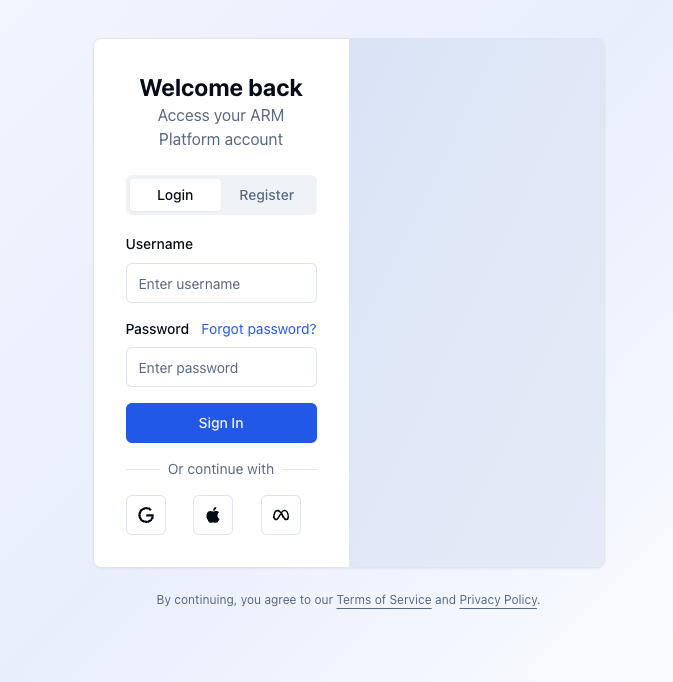 Welcome back
Access your ARM
Platform account
Login Register
Username
Enter username
Password Forgot password?
Enter password
Sign In
Or continue with
By continuing, you agree to our Terms of Service and Privacy Policy.